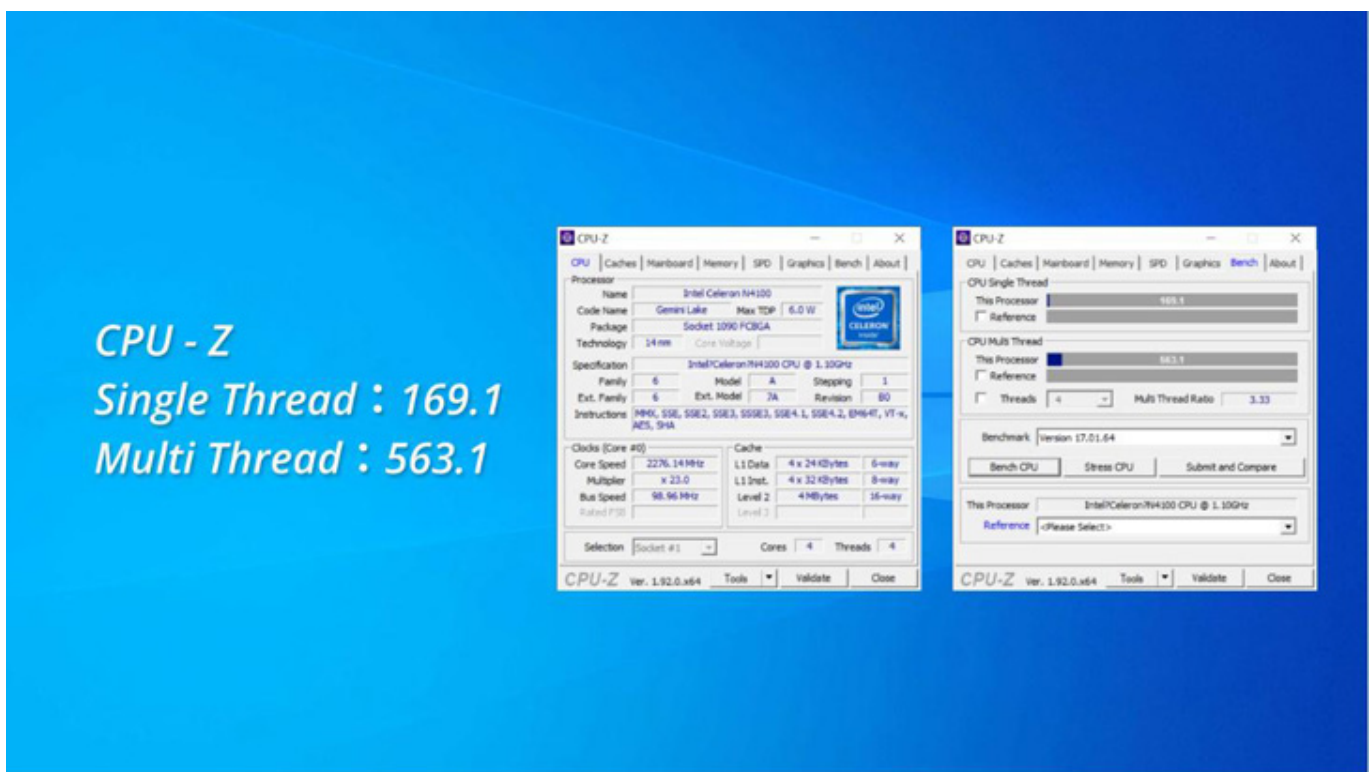 CPU - Z
Single Thread：169.1
Multi Thread：563.1
CPU-Z
CPU Caches Mainboard Memory SPD Graphics Bench About
Processor
Name Intel Celeron N4100
Code Name Gemini Lake Max TDP 6.0 W
Package Socket 1090 FCBGA
Technology 14 nm Core Voltage
intel
CELERON
inside
Specification Intel?Celeron?N4100 CPU @ 1.10GHz
Family 6 Model A Stepping 1
Ext. Family 6 Ext. Model 7A Revision B0
Instructions MMX, SSE, SSE2, SSE3, SSSE3, SSE4.1, SSE4.2, EM64T, VT-x,
AES, SHA
Clocks (Core #0)
Core Speed 2276.14 MHz
Multiplier x 23.0
Bus Speed 98.96 MHz
Rated FSB
Cache
L1 Data 4 x 24 KBytes 6-way
L1 Inst. 4 x 32 KBytes 8-way
Level 2 4 MBytes 16-way
Level 3
Selection Socket #1 Cores 4 Threads 4
CPU-Z Ver. 1.92.0.x64 Tools Validate Close
CPU-Z
CPU Caches Mainboard Memory SPD Graphics Bench About
CPU Single Thread
This Processor 169.1
Reference
CPU Multi Thread
This Processor 563.1
Reference
Threads 4 Multi Thread Ratio 3.33
Benchmark Version 17.01.64
Bench CPU Stress CPU Submit and Compare
This Processor Intel?Celeron?N4100 CPU @ 1.10GHz
Reference <Please Select>
CPU-Z Ver. 1.92.0.x64 Tools Validate Close